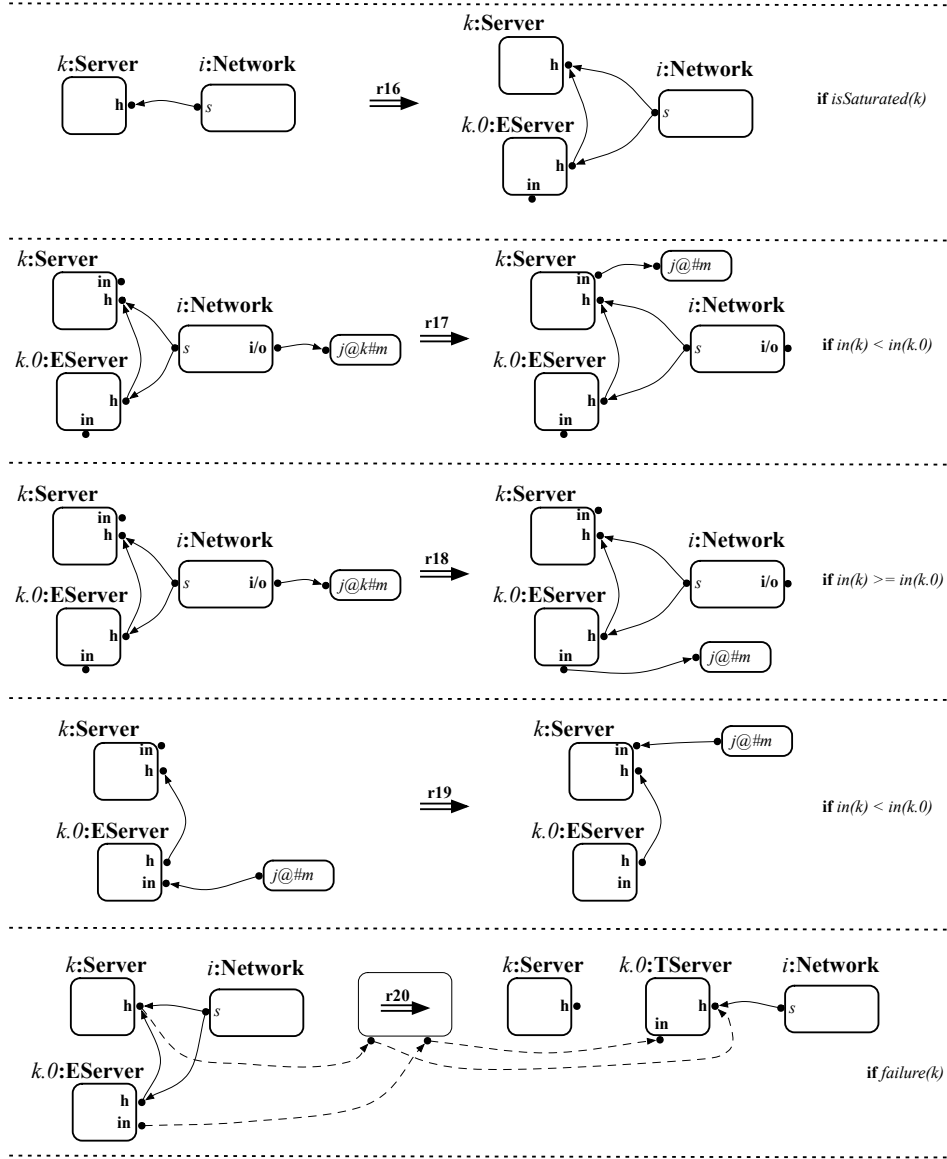 k:Server
k:Server i:Network i:Network
h s r16 h s if isSaturated(k)
k.0:EServer
h
in
k:Server k:Server
in in j@#m
h i:Network h i:Network
r17
s i/o j@k#m s i/o if in(k) < in(k.0)
k.0:EServer k.0:EServer
h h
in in
k:Server k:Server
in in
h i:Network h i:Network
r18
s i/o j@k#m s i/o if in(k) >= in(k.0)
k.0:EServer k.0:EServer
h h
in in j@#m
k:Server k:Server
in in j@#m
h h
r19
if in(k) < in(k.0)
k.0:EServer k.0:EServer
h h
in j@#m in
k:Server i:Network k:Server k.0:TServer i:Network
r20
h s h h s
in
k.0:EServer if failure(k)
h
in